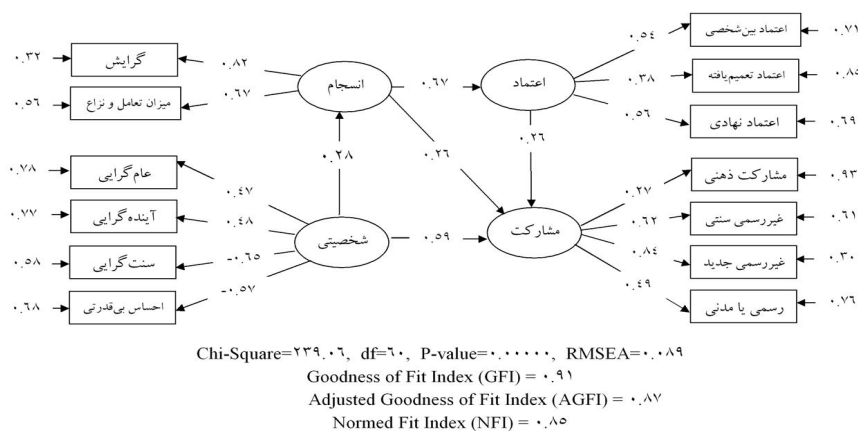 گرایش
میزان تعامل و نزاع
عام‌گرایی
آینده‌گرایی
سنت‌گرایی
احساس بی‌قدرتی
۰.۳۲
۰.۵۶
۰.۷۸
۰.۷۷
۰.۵۸
۰.۶۸
۰.۸۲
۰.۶۷
۰.۴۷
۰.۴۸
-۰.۶۵
-۰.۵۷
انسجام
شخصیتی
۰.۲۸
۰.۶۷
۰.۲۶
۰.۵۹
اعتماد
۰.۲۶
مشارکت
۰.۵۴
۰.۳۸
۰.۵۶
۰.۲۷
۰.۶۲
۰.۸۴
۰.۴۹
اعتماد بین‌شخصی
اعتماد تعمیم‌یافته
اعتماد نهادی
مشارکت ذهنی
غیررسمی سنتی
غیررسمی جدید
رسمی یا مدنی
۰.۷۱
۰.۸۵
۰.۶۹
۰.۹۳
۰.۶۱
۰.۳۰
۰.۷۶
Chi-Square=۲۳۹.۰۶, df=۶۰, P-value=۰.۰۰۰۰۰, RMSEA=۰.۰۸۹
Goodness of Fit Index (GFI) = ۰.۹۱
Adjusted Goodness of Fit Index (AGFI) = ۰.۸۷
Normed Fit Index (NFI) = ۰.۸۵